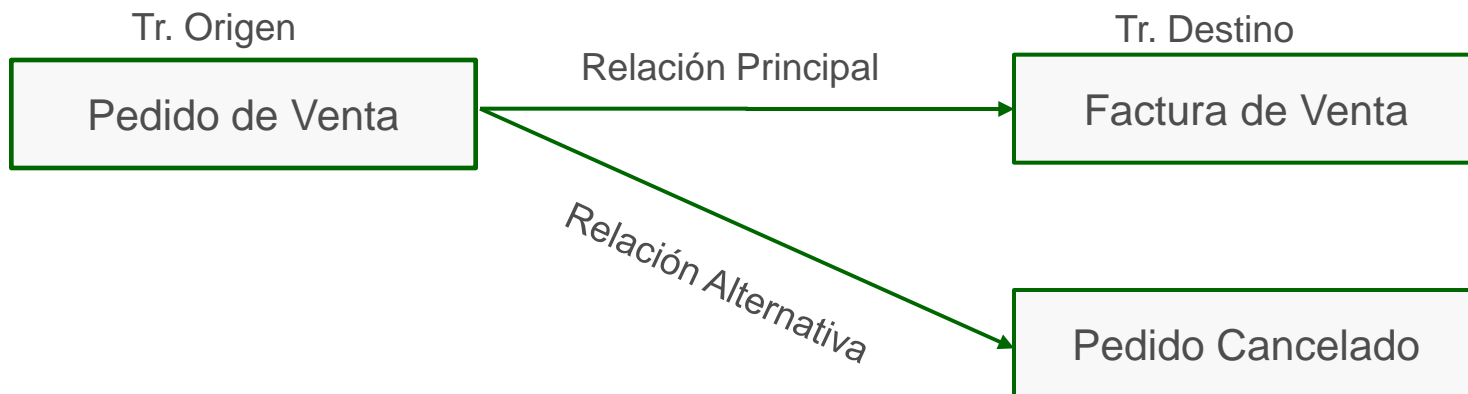 Tr. Origen
Tr. Destino
Relación Principal
Pedido de Venta
Factura de Venta
Relación Alternativa
Pedido Cancelado